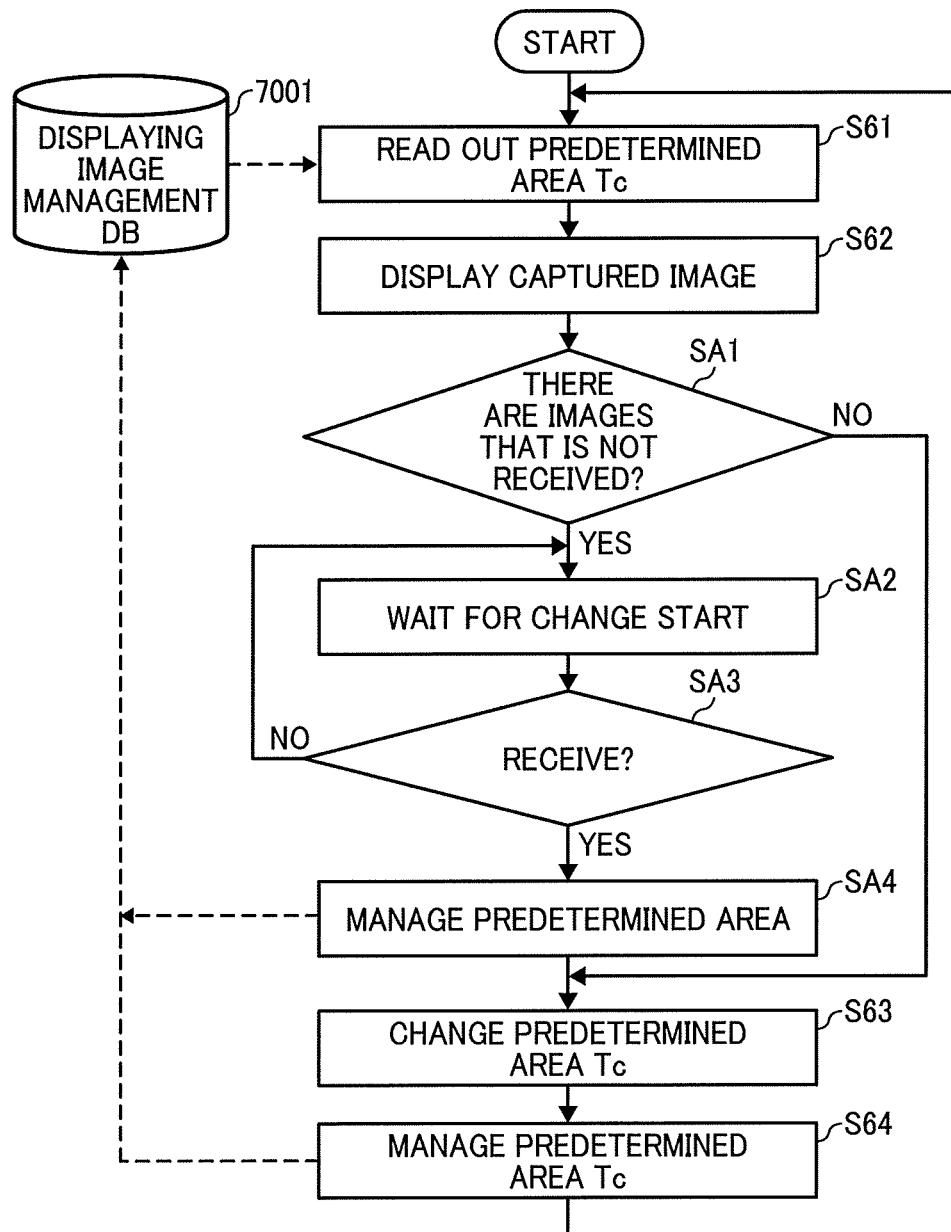 START
7001
DISPLAYING
IMAGE
MANAGEMENT
DB
S61
READ OUT PREDETERMINED
AREA Tc
S62
DISPLAY CAPTURED IMAGE
SA1
THERE
ARE IMAGES
THAT IS NOT
RECEIVED?
NO
YES
SA2
WAIT FOR CHANGE START
SA3
RECEIVE?
NO
YES
SA4
MANAGE PREDETERMINED AREA
S63
CHANGE PREDETERMINED
AREA Tc
S64
MANAGE PREDETERMINED
AREA Tc